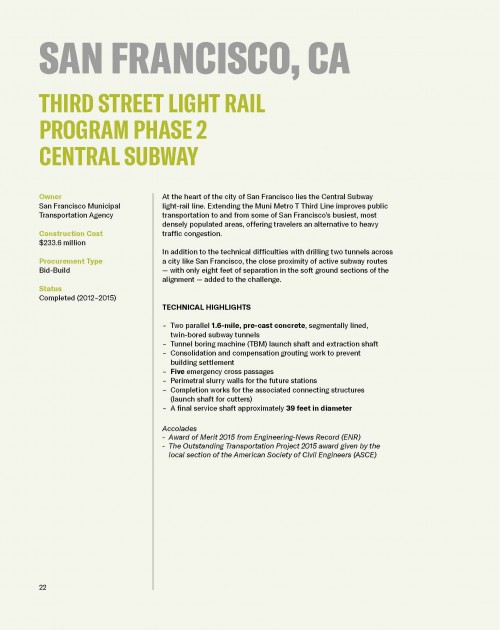 SAN FRANCISCO, CA
THIRD STREET LIGHT RAIL
PROGRAM PHASE 2
CENTRAL SUBWAY
Owner
San Francisco Municipal
Transportation Agency
Construction Cost
$233.6 million
Procurement Type
Bid-Build
Status
Completed (2012–2015)
At the heart of the city of San Francisco lies the Central Subway
light-rail line. Extending the Muni Metro T Third Line improves public
transportation to and from some of San Francisco's busiest, most
densely populated areas, offering travelers an alternative to heavy
traffic congestion.
In addition to the technical difficulties with drilling two tunnels across
a city like San Francisco, the close proximity of active subway routes
— with only eight feet of separation in the soft ground sections of the
alignment — added to the challenge.
TECHNICAL HIGHLIGHTS
– Two parallel 1.6-mile, pre-cast concrete, segmentally lined,
twin-bored subway tunnels
– Tunnel boring machine (TBM) launch shaft and extraction shaft
– Consolidation and compensation grouting work to prevent
building settlement
– Five emergency cross passages
– Perimetral slurry walls for the future stations
– Completion works for the associated connecting structures
(launch shaft for cutters)
– A final service shaft approximately 39 feet in diameter
Accolades
- Award of Merit 2015 from Engineering-News Record (ENR)
- The Outstanding Transportation Project 2015 award given by the
local section of the American Society of Civil Engineers (ASCE)
22